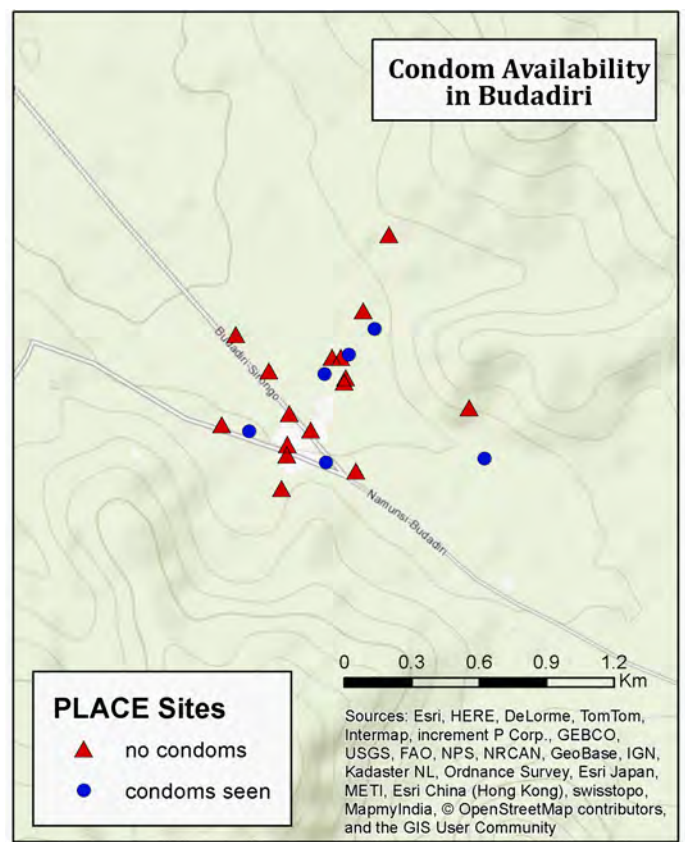 Condom Availability
in Budadiri
Budadiri-Sirongo
Namunsi-Budadiri
0 0.3 0.6 0.9 1.2
Km
PLACE Sites
no condoms
condoms seen
Sources: Esri, HERE, DeLorme, TomTom,
Intermap, increment P Corp., GEBCO,
USGS, FAO, NPS, NRCAN, GeoBase, IGN,
Kadaster NL, Ordnance Survey, Esri Japan,
METI, Esri China (Hong Kong), swisstopo,
MapmyIndia, © OpenStreetMap contributors,
and the GIS User Community